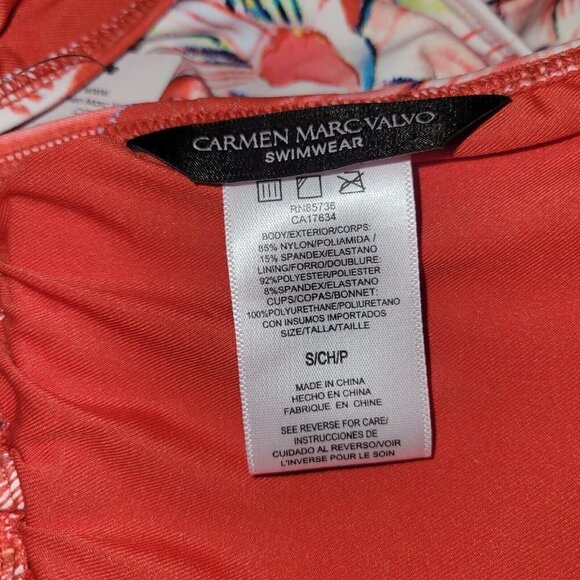 CARMEN MARC VALVO
SWIMWEAR
RN85736
CA17634
BODY/EXTERIOR/CORPS:
85% NYLON/POLIAMIDA /
15% SPANDEX/ELASTANO
LINING/FORRO/DOUBLURE:
92%POLYESTER/POLIESTER
8%SPANDEX/ELASTANO
CUPS/COPAS/BONNET:
100%POLYURETHANE/POLIURETANO
CON INSUMOS IMPORTADOS
SIZE/TALLA/TAILLE
S/CH/P
MADE IN CHINA
HECHO EN CHINA
FABRIQUE EN CHINE
SEE REVERSE FOR CARE/
INSTRUCCIONES DE
CUIDADO AL REVERSO/VOIR
L'INVERSE POUR LE SOIN